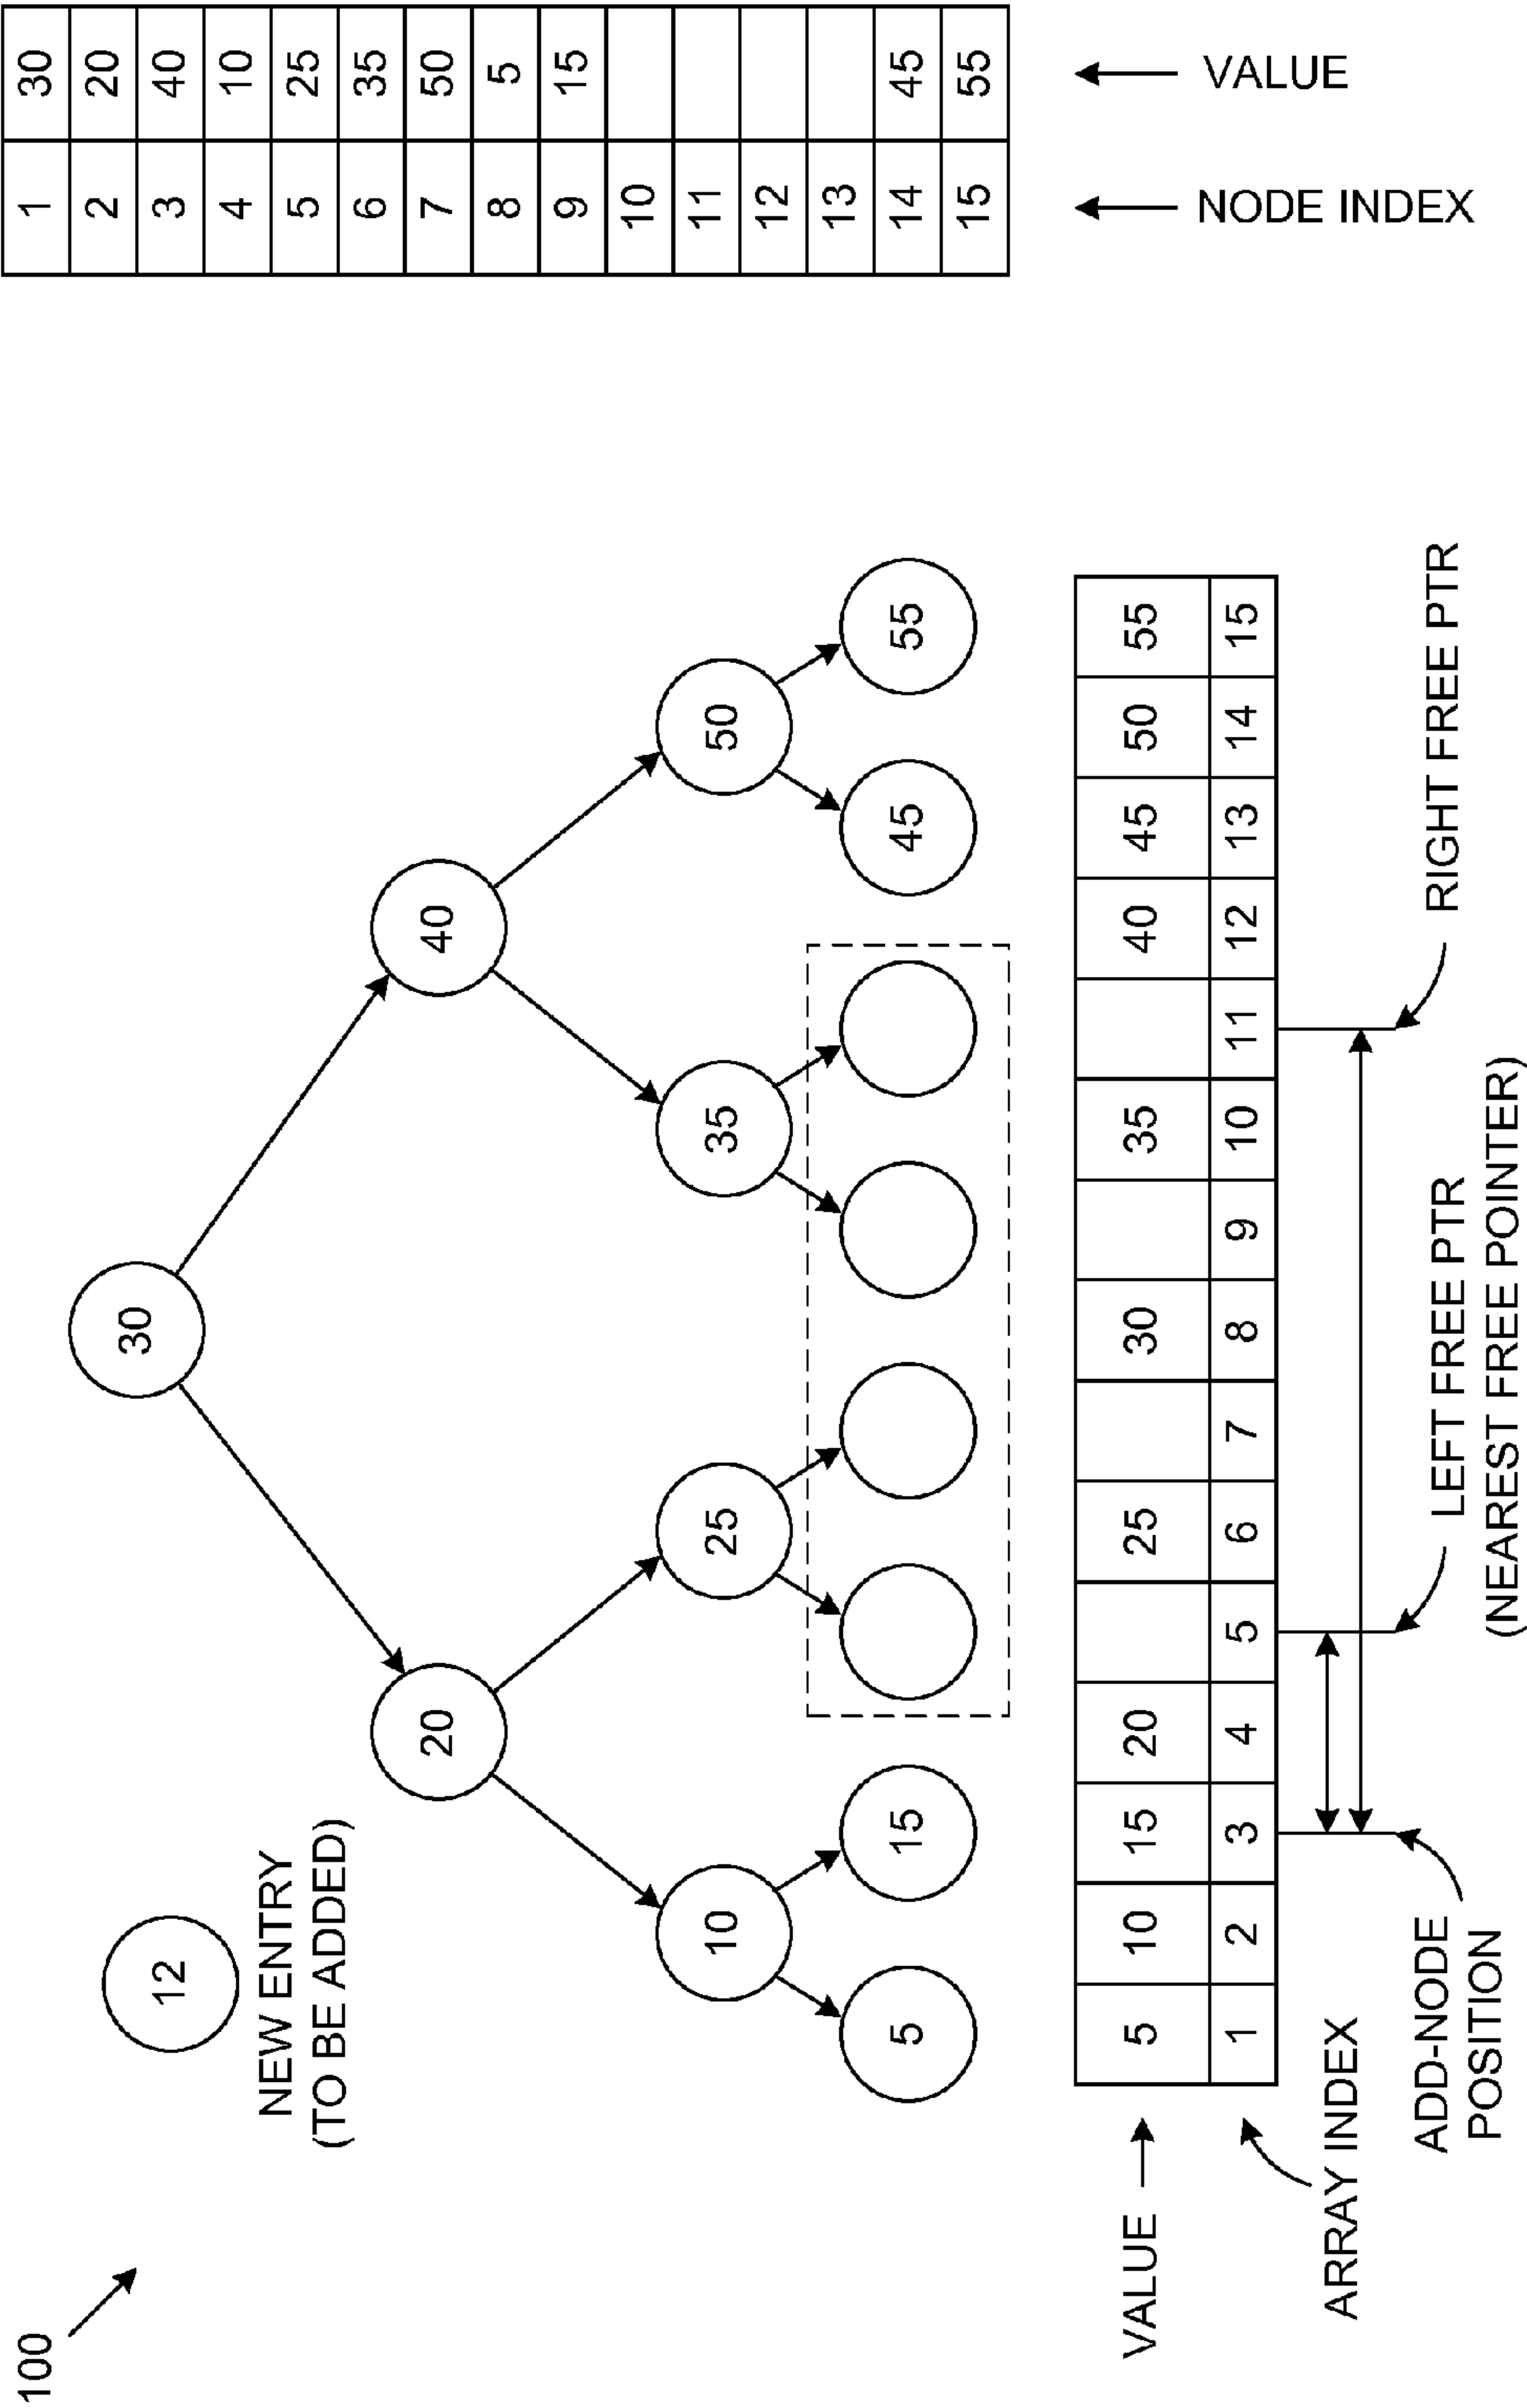 100
12
NEW ENTRY
(TO BE ADDED)
30
20
40
10
25
35
50
5
15
45
55
VALUE
5 10 15 20 25 30 35 40 45 50 55
1 2 3 4 5 6 7 8 9 10 11 12 13 14 15
ARRAY INDEX
ADD-NODE
POSITION
LEFT FREE PTR
(NEAREST FREE POINTER)
RIGHT FREE PTR
1 30
2 20
3 40
4 10
5 25
6 35
7 50
8 5
9 15
10
11
12
13
14 45
15 55
NODE INDEX
VALUE